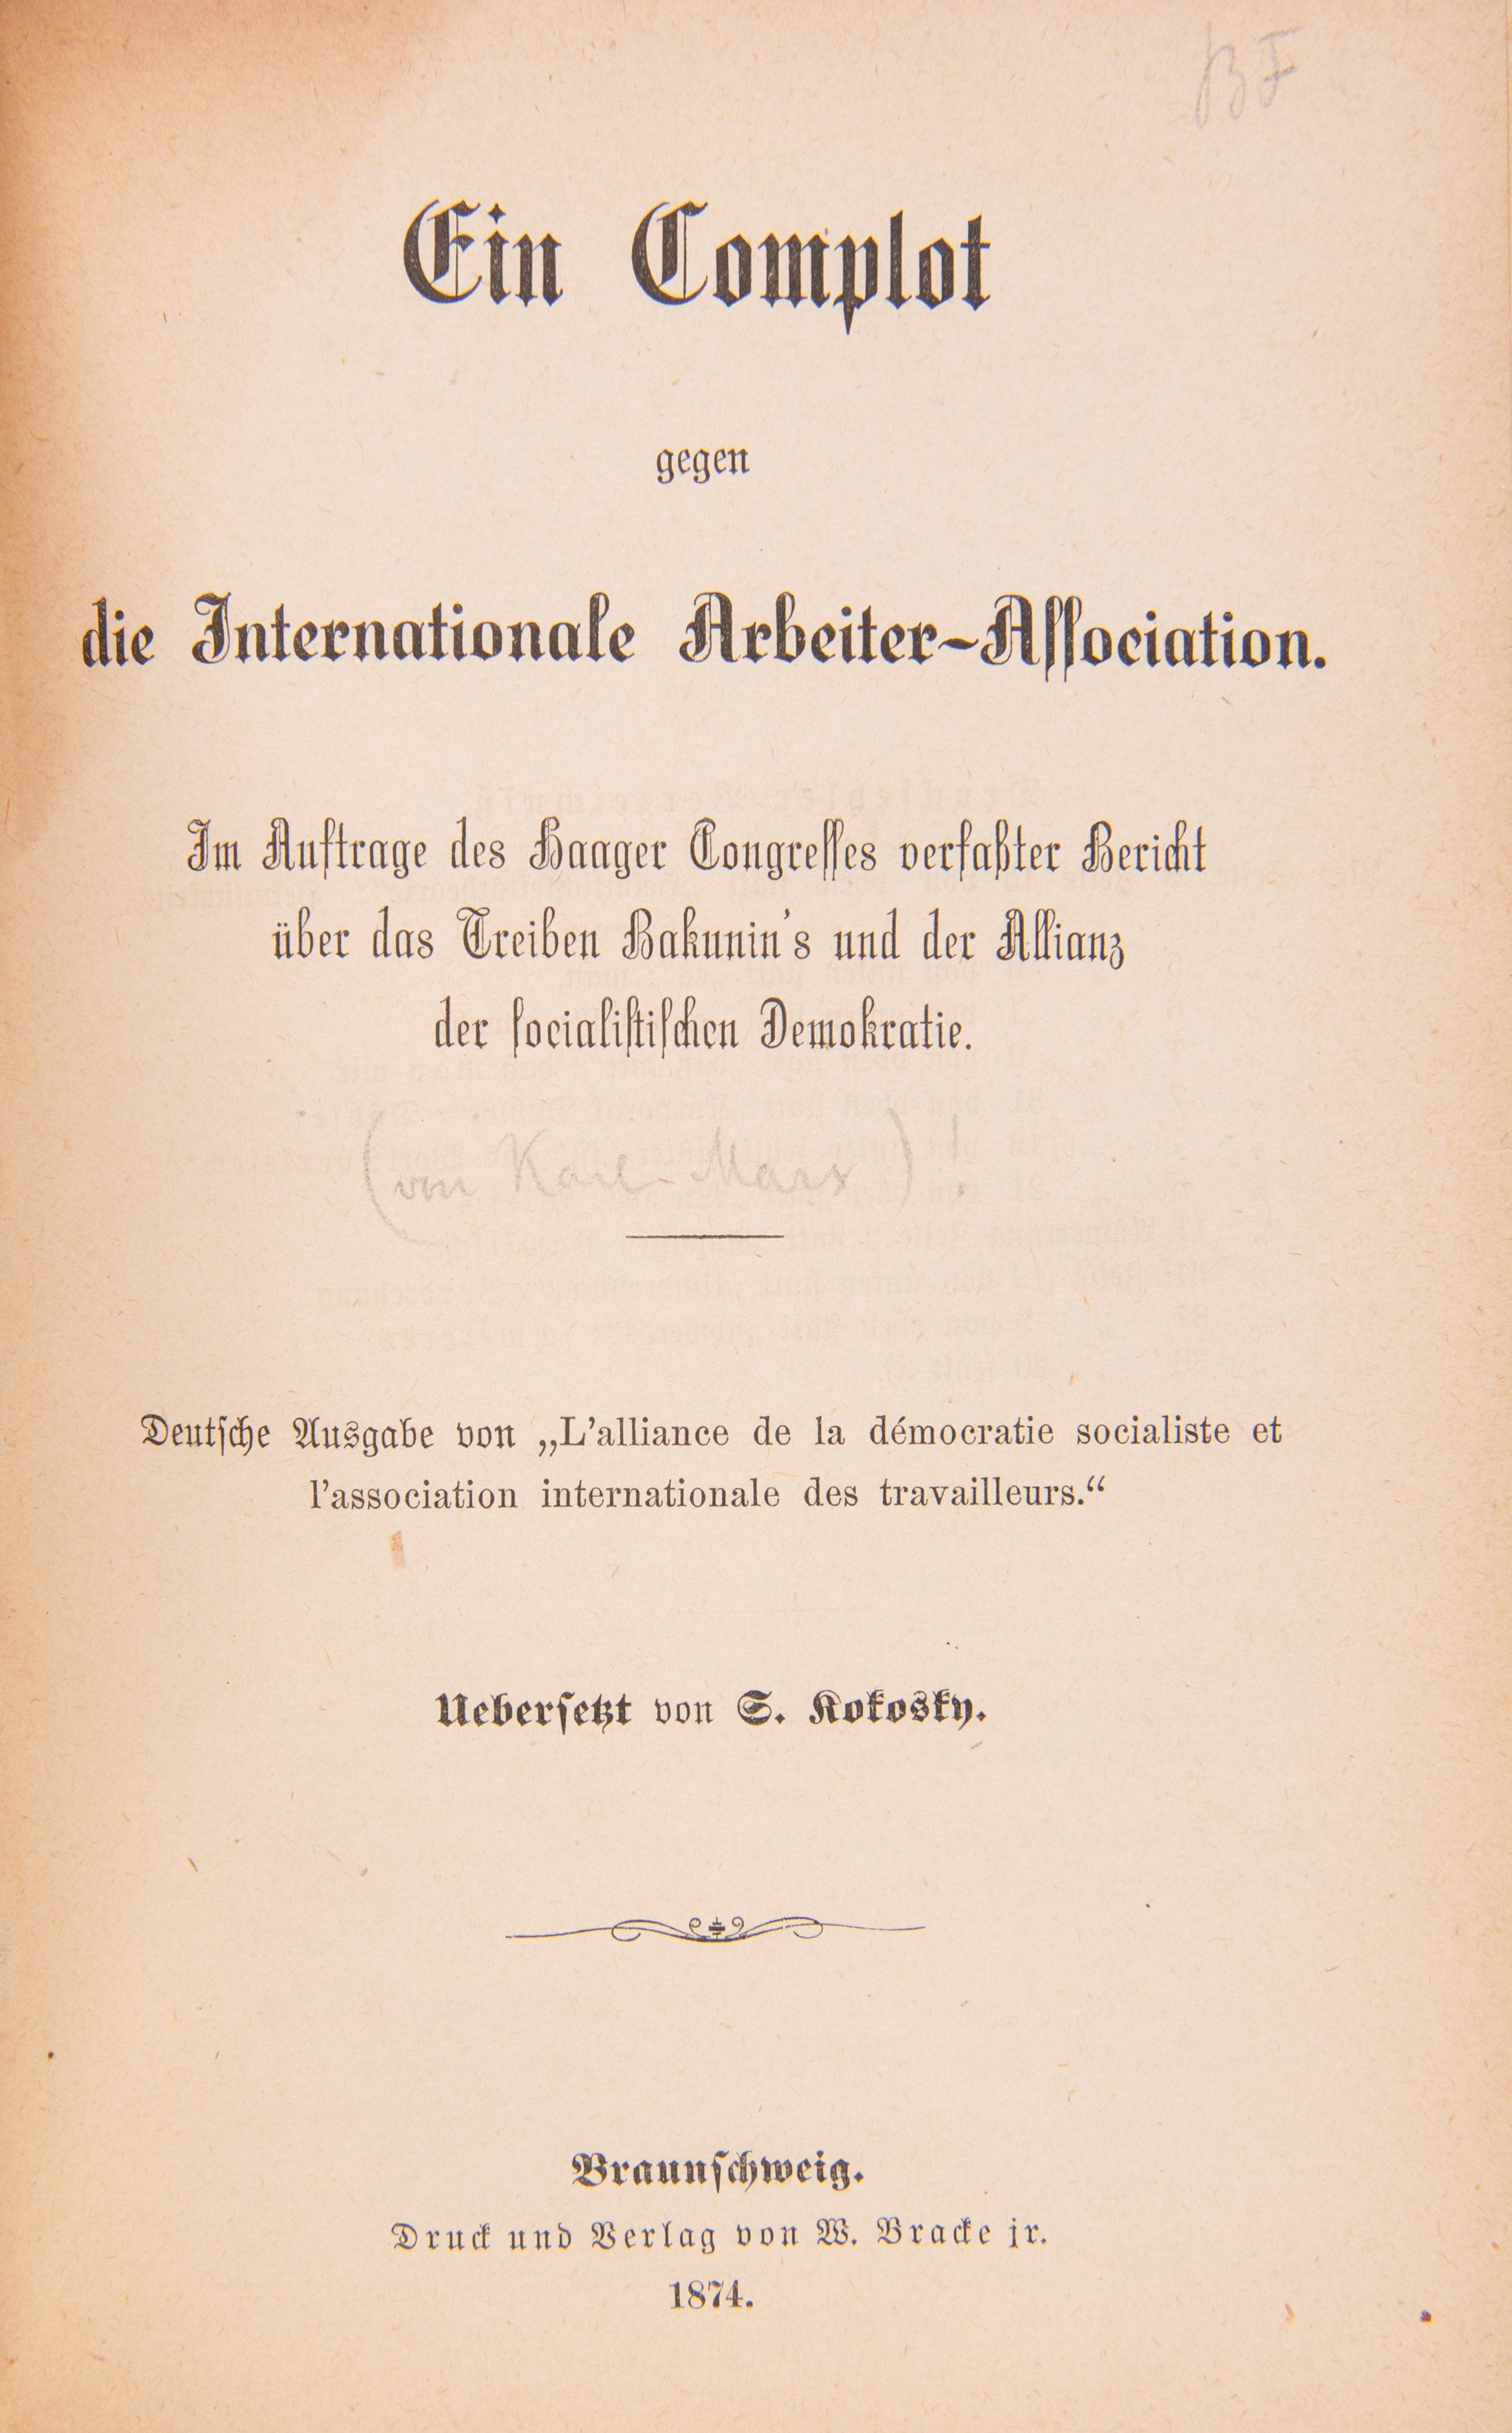 BF
Ein Complot
gegen
die Internationale Arbeiter-Association.
Im Auftrage des Haager Congresses verfaßter Bericht
über das Treiben Bakunin's und der Allianz
der socialistischen Demokratie.
(von Karl Marx)!
Deutsche Ausgabe von „L'alliance de la démocratie socialiste et
l'association internationale des travailleurs.“
Uebersetzt von S. Kokosky.
Braunschweig.
Druck und Verlag von W. Bracke jr.
1874.